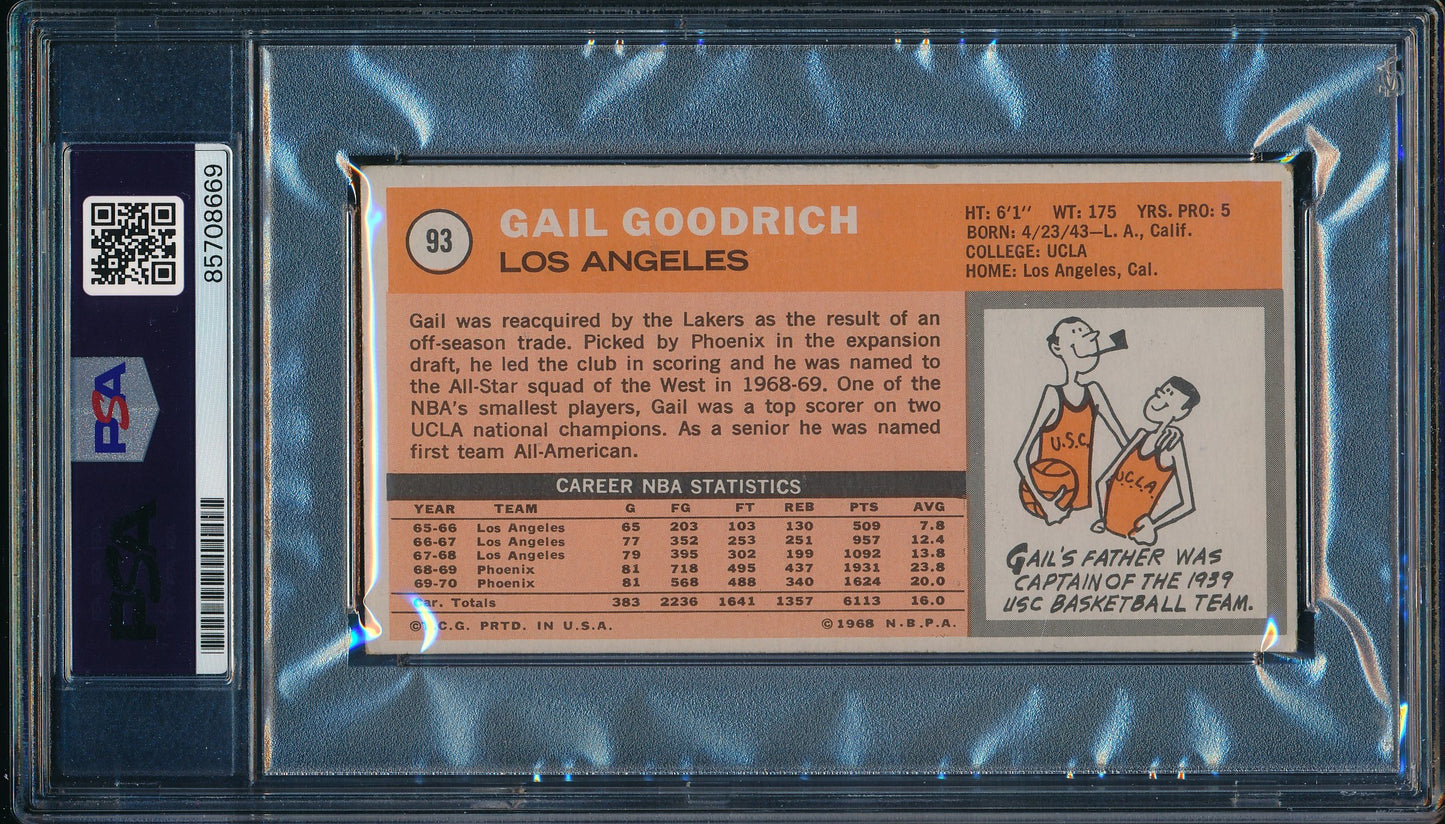 85708669
PSA
PSA
93
GAIL GOODRICH
LOS ANGELES
HT: 6'1'' WT: 175 YRS. PRO: 5
BORN: 4/23/43—L. A., Calif.
COLLEGE: UCLA
HOME: Los Angeles, Cal.
Gail was reacquired by the Lakers as the result of an
off-season trade. Picked by Phoenix in the expansion
draft, he led the club in scoring and he was named to
the All-Star squad of the West in 1968-69. One of the
NBA's smallest players, Gail was a top scorer on two
UCLA national champions. As a senior he was named
first team All-American.
CAREER NBA STATISTICS
YEAR TEAM G FG FT REB PTS AVG
65-66 Los Angeles 65 203 103 130 509 7.8
66-67 Los Angeles 77 352 253 251 957 12.4
67-68 Los Angeles 79 395 302 199 1092 13.8
68-69 Phoenix 81 718 495 437 1931 23.8
69-70 Phoenix 81 568 488 340 1624 20.0
Car. Totals 383 2236 1641 1357 6113 16.0
©T.C.G. PRTD. IN U.S.A. ©1968 N.B.P.A.
U.S.C.
U.C.L.A.
GAIL'S FATHER WAS
CAPTAIN OF THE 1939
USC BASKETBALL TEAM.